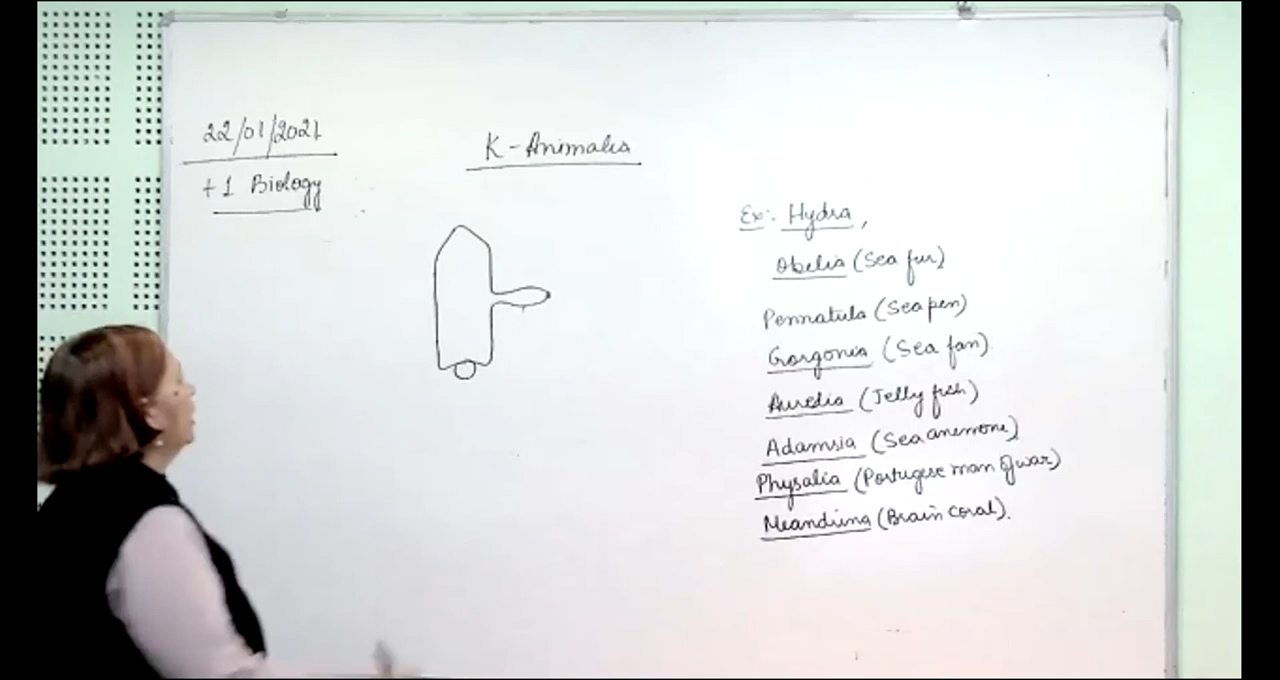 22/01/2021
+1 Biology
K-Animalia
Ex:. Hydra,
Obelia (Sea fur)
Pennatula (Sea pen)
Gorgonia (Sea fan)
Aurelia (Jelly fish)
Adamsia (Sea anemone)
Physalia (Portugese man of war)
Meandrina (Brain coral).